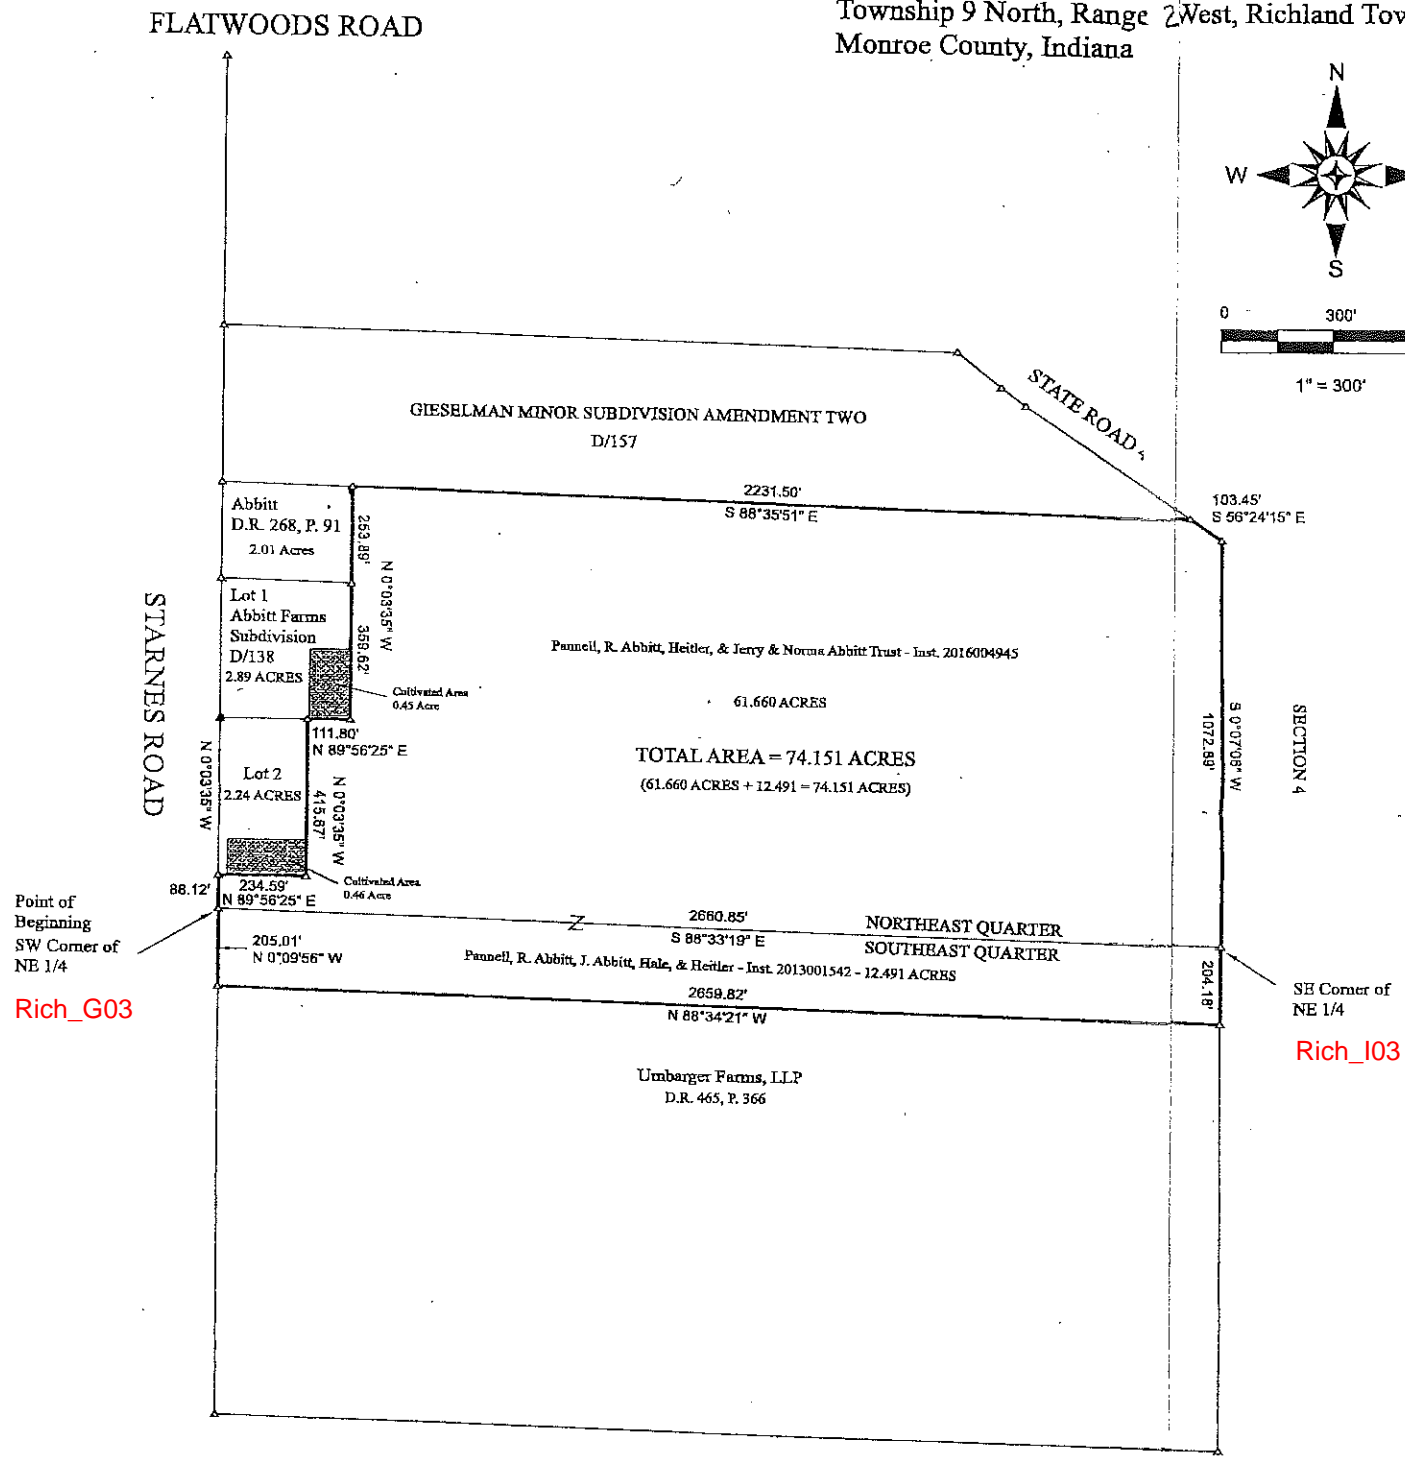 FLATWOODS ROAD
Township 9 North, Range 2 West, Richland Tow
Monroe County, Indiana
N
W
S
0 300'
1" = 300'
STATE ROAD 4
GIESELMAN MINOR SUBDIVISION AMENDMENT TWO
D/157
2231.50'
S 88°35'51" E
103.45'
S 56°24'15" E
Abbitt
D.R. 268, P. 91
2.01 Acres
263.89'
N 0°03'35" W
359.62'
Lot 1
Abbitt Farms
Subdivision
D/138
2.89 ACRES
Cultivated Area
0.45 Acre
STARNES ROAD
Pannell, R. Abbitt, Heitler, & Jerry & Norma Abbitt Trust - Inst. 2016004945
61.660 ACRES
TOTAL AREA = 74.151 ACRES
(61.660 ACRES + 12.491 = 74.151 ACRES)
S 0°07'08" W
1072.89'
SECTION 4
111.80'
N 89°56'25" E
N 0°03'35" W
Lot 2
2.24 ACRES
N 0°03'35" W
415.87'
Cultivated Area
0.46 Acre
88.12'
234.59'
N 89°56'25" E
Point of
Beginning
SW Corner of
NE 1/4
Rich_G03
2660.85'
S 88°33'19" E
NORTHEAST QUARTER
SOUTHEAST QUARTER
205.01'
N 0°09'56" W
Pannell, R. Abbitt, J. Abbitt, Hale, & Heitler - Inst. 2013001542 - 12.491 ACRES
204.18'
SE Corner of
NE 1/4
Rich_I03
2659.82'
N 88°34'21" W
Umbarger Farms, LLP
D.R. 465, P. 366